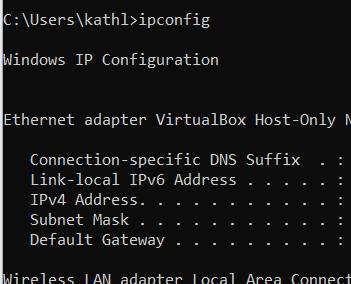 C:\Users\kathl>ipconfig
Windows IP Configuration
Ethernet adapter VirtualBox Host-Only N
Connection-specific DNS Suffix . :
Link-local IPv6 Address . . . . . :
IPv4 Address. . . . . . . . . . . :
Subnet Mask . . . . . . . . . . . :
Default Gateway . . . . . . . . . :
Wireless LAN adapter Local Area Connect